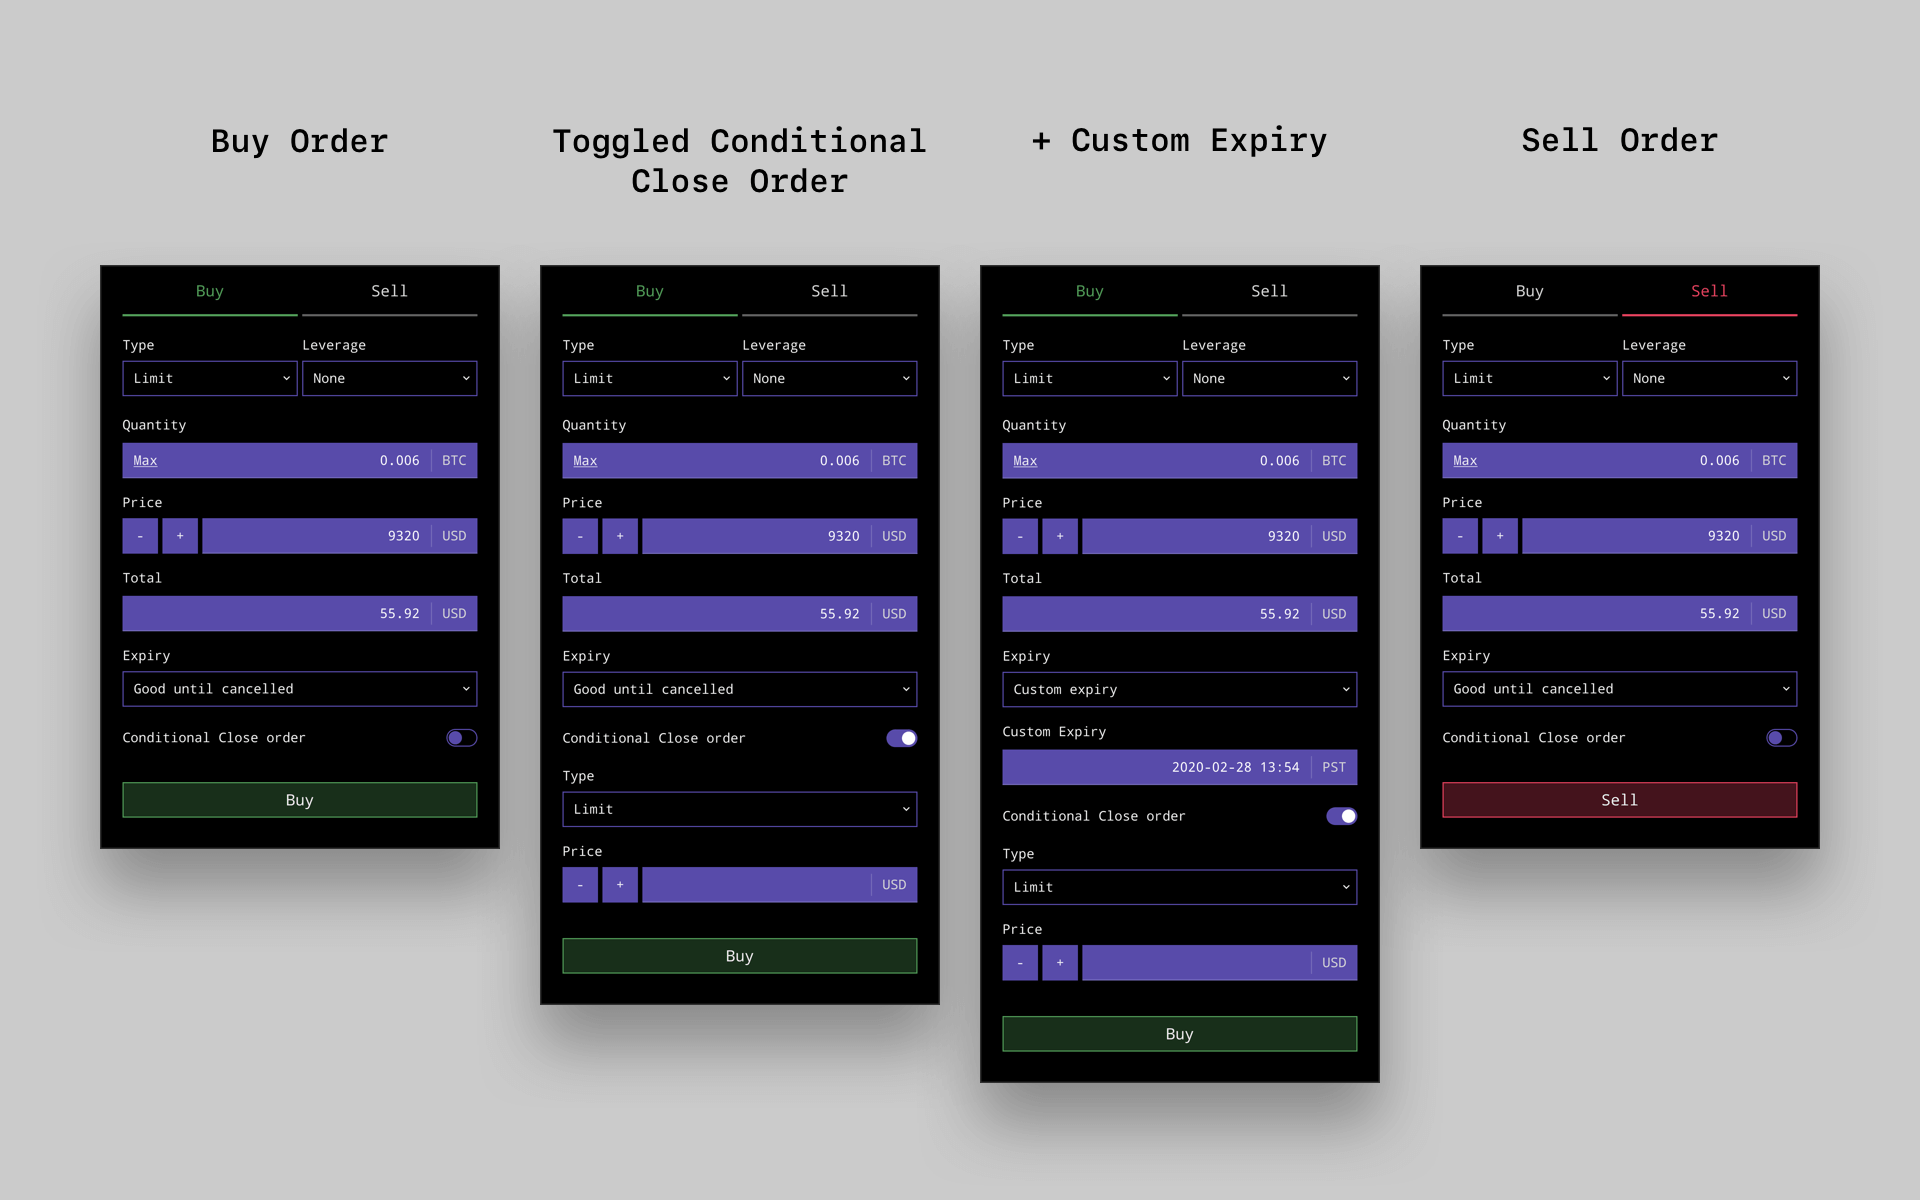 Buy Order
Buy Sell
Type Leverage
Limit None
Quantity
Max 0.006 BTC
Price
- + 9320 USD
Total
55.92 USD
Expiry
Good until cancelled
Conditional Close order
Buy
Toggled Conditional
Close Order
Buy Sell
Type Leverage
Limit None
Quantity
Max 0.006 BTC
Price
- + 9320 USD
Total
55.92 USD
Expiry
Good until cancelled
Conditional Close order
Type
Limit
Price
- + USD
Buy
+ Custom Expiry
Buy Sell
Type Leverage
Limit None
Quantity
Max 0.006 BTC
Price
- + 9320 USD
Total
55.92 USD
Expiry
Custom expiry
Custom Expiry
2020-02-28 13:54 PST
Conditional Close order
Type
Limit
Price
- + USD
Buy
Sell Order
Buy Sell
Type Leverage
Limit None
Quantity
Max 0.006 BTC
Price
- + 9320 USD
Total
55.92 USD
Expiry
Good until cancelled
Conditional Close order
Sell